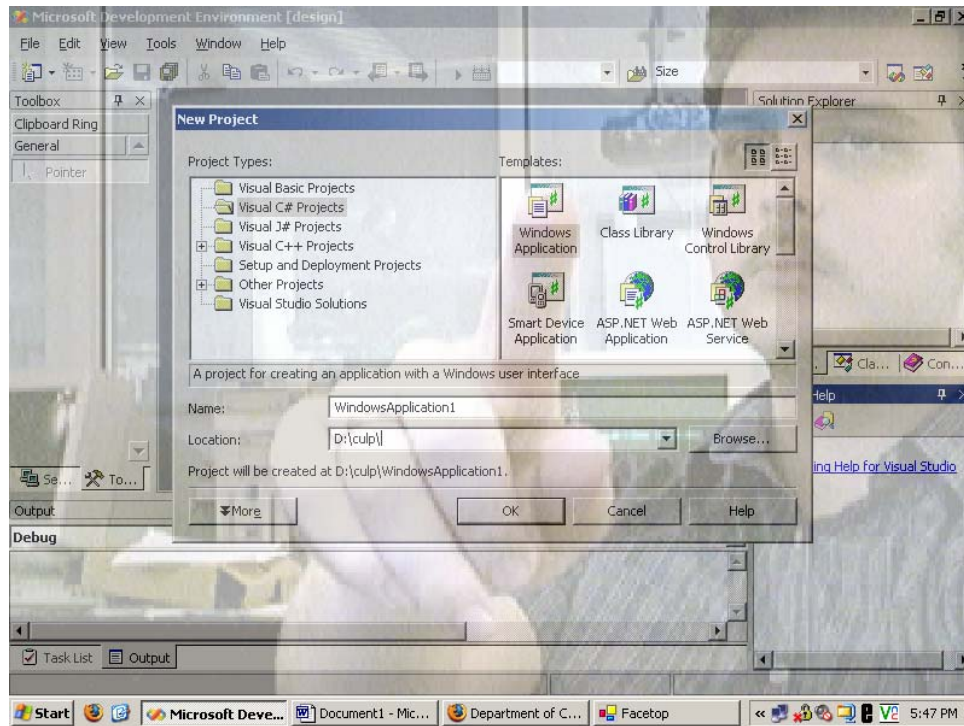 Microsoft Development Environment [design]
File Edit View Tools Window Help
Size
Toolbox
Solution Explorer
Clipboard Ring
General
Pointer
New Project
Project Types:
Templates:
Visual Basic Projects
Visual C# Projects
Visual J# Projects
Visual C++ Projects
Setup and Deployment Projects
Other Projects
Visual Studio Solutions
Windows Application
Class Library
Windows Control Library
Smart Device Application
ASP.NET Web Application
ASP.NET Web Service
A project for creating an application with a Windows user interface
Name: WindowsApplication1
Location: D:\culp\ Browse...
Project will be created at D:\culp\WindowsApplication1.
More OK Cancel Help
Cla... Con...
Help
ing Help for Visual Studio
Se... To...
Output
Debug
Task List Output
Start Microsoft Deve... Document1 - Mic... Department of C... Facetop « 5:47 PM